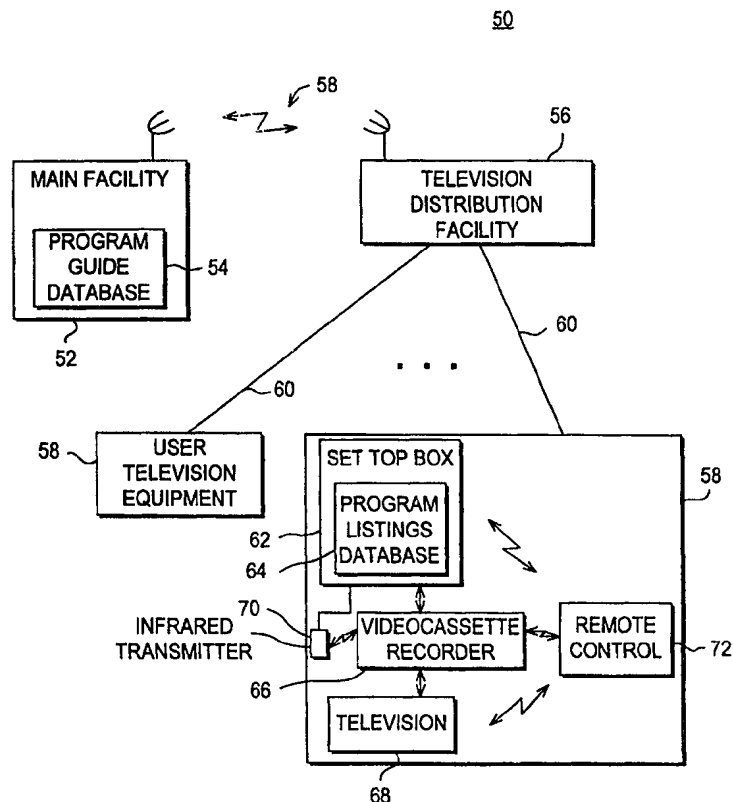 50
58
56
MAIN FACILITY
PROGRAM
GUIDE
DATABASE
54
52
TELEVISION
DISTRIBUTION
FACILITY
60
60
58
USER
TELEVISION
EQUIPMENT
58
SET TOP BOX
PROGRAM
LISTINGS
DATABASE
62
64
70
INFRARED
TRANSMITTER
VIDEOCASSETTE
RECORDER
66
REMOTE
CONTROL
72
TELEVISION
68